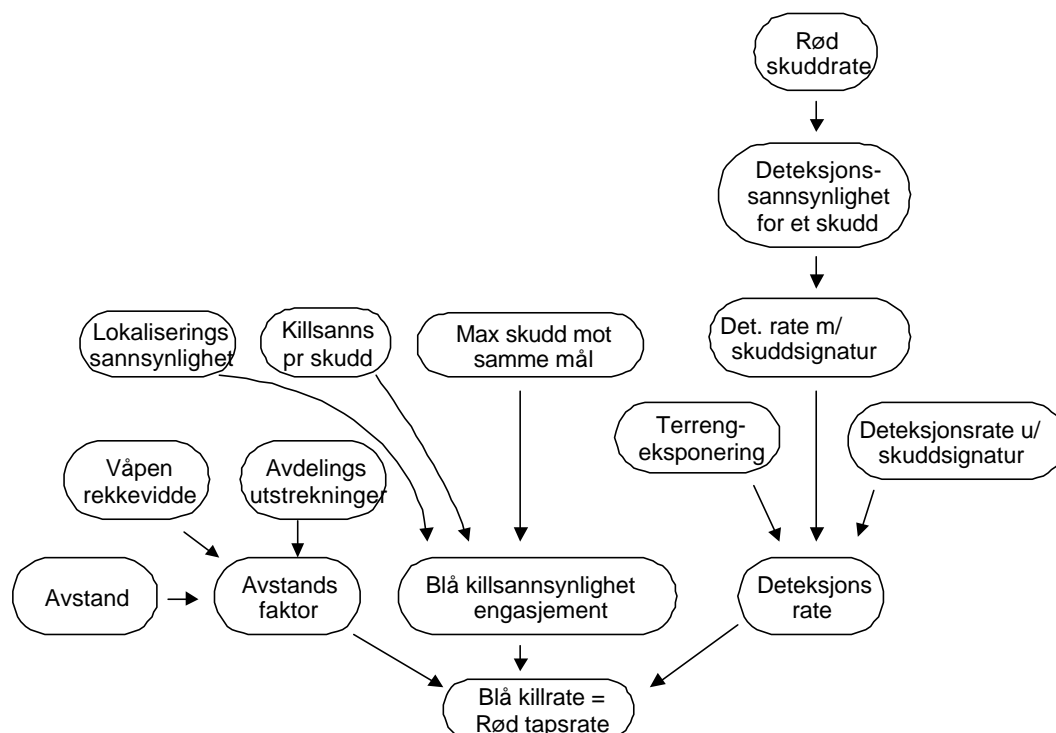 Rød
skuddrate
Deteksjons-
sannsynlighet
for et skudd
Lokaliserings
sannsynlighet
Killsanns
pr skudd
Max skudd mot
samme mål
Det. rate m/
skuddsignatur
Terreng-
eksponering
Deteksjonsrate u/
skuddsignatur
Våpen
rekkevidde
Avdelings
utstrekninger
Avstand
Avstands
faktor
Blå killsannsynlighet
engasjement
Deteksjons
rate
Blå killrate =
Rød tapsrate